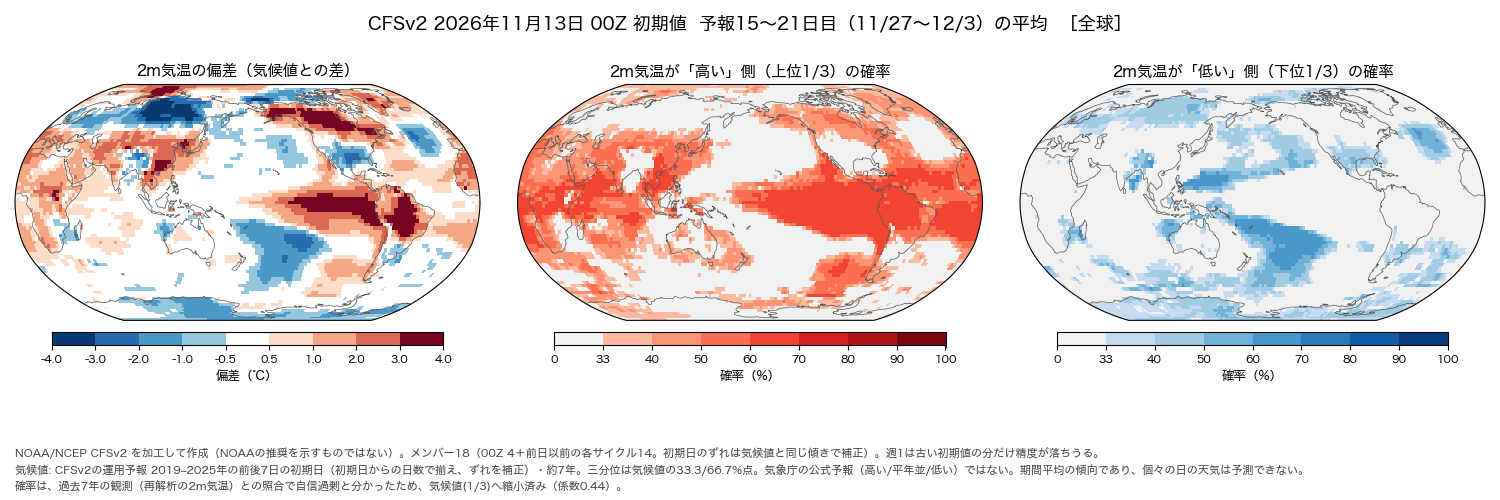 CFSv2 2026年11月13日 00Z 初期値 予報15～21日目（11/27～12/3）の平均 ［全球］
2m気温の偏差（気候値との差）
2m気温が「高い」側（上位1/3）の確率
2m気温が「低い」側（下位1/3）の確率
-4.0 -3.0 -2.0 -1.0 -0.5 0.5 1.0 2.0 3.0 4.0
偏差（℃）
0 33 40 50 60 70 80 90 100
確率（%）
0 33 40 50 60 70 80 90 100
確率（%）
NOAA/NCEP CFSv2 を加工して作成（NOAAの推奨を示すものではない）。メンバー18（00Z 4＋前日以前の各サイクル14。初期日のずれは気候値と同じ傾きで補正）。週1は古い初期値の分だけ精度が落ちうる。
気候値: CFSv2の運用予報 2019–2025年の前後7日の初期日（初期日からの日数で揃え、ずれを補正）・約7年。三分位は気候値の33.3/66.7%点。気象庁の公式予報（高い/平年並/低い）ではない。期間平均の傾向であり、個々の日の天気は予測できない。
確率は、過去7年の観測（再解析の2m気温）との照合で自信過剰と分かったため、気候値(1/3)へ縮小済み（係数0.44）。